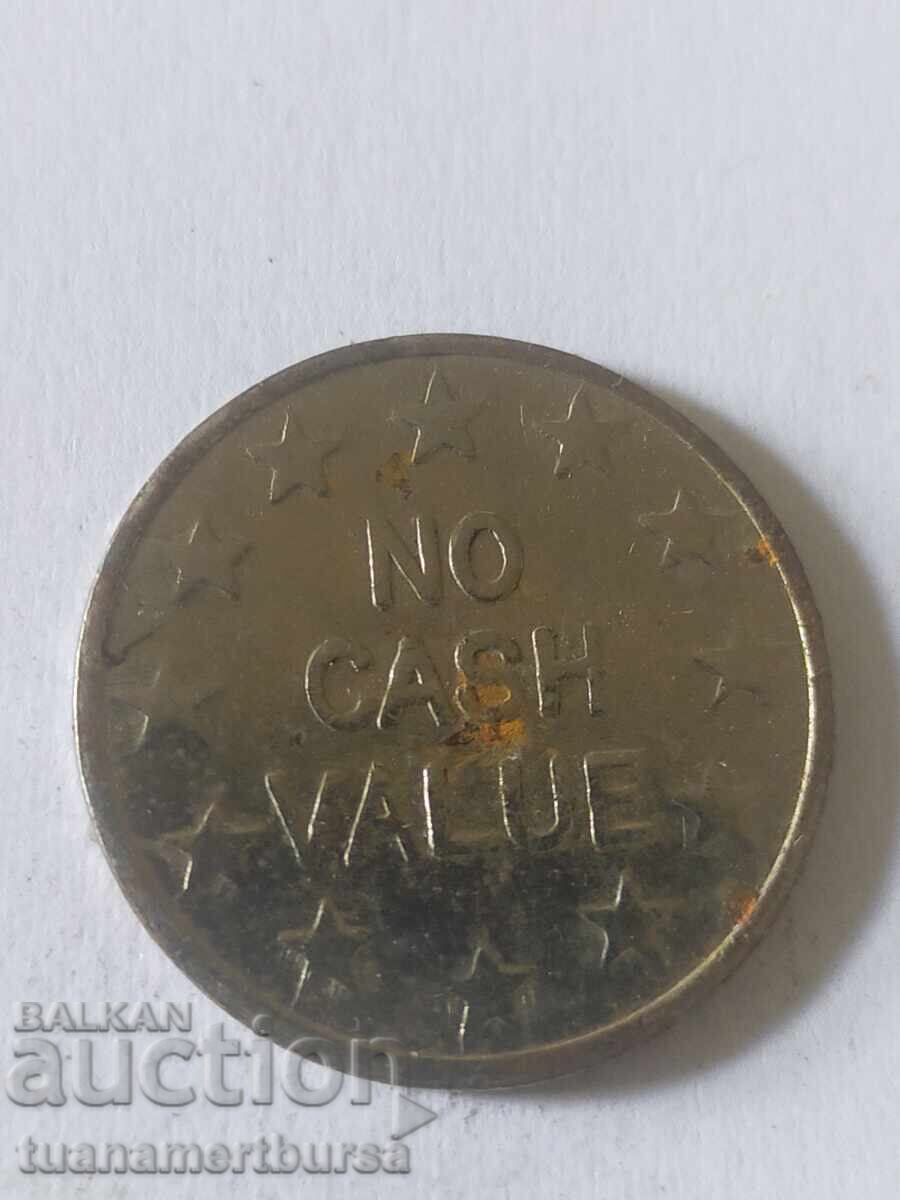 NO
CASH
VALUE
BALKAN
auction
tuanamertbursa